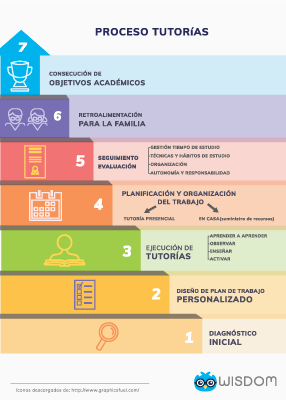 PROCESO TUTORíAS
7
CONSECUCIÓN DE
OBJETIVOS ACADÉMICOS
6
RETROALIMENTACIÓN
PARA LA FAMILIA
5
SEGUIMIENTO
EVALUACIÓN
GESTIÓN TIEMPO DE ESTUDIO
TÉCNICAS Y HÁBITOS DE ESTUDIO
ORGANIZACIÓN
AUTONOMÍA Y RESPONSABILIDAD
4
PLANIFICACIÓN Y ORGANIZACIÓN
DEL TRABAJO
TUTORÍA PRESENCIAL
EN CASA(suministro de recursos)
3
EJECUCIÓN DE
TUTORÍAS
APRENDER A APRENDER
OBSERVAR
ENSEÑAR
ACTIVAR
2
DISEÑO DE PLAN DE TRABAJO
PERSONALIZADO
1
DIAGNÓSTICO
INICIAL
Iconos descargados de: http://www.graphicsfuel.com/
WISDOM